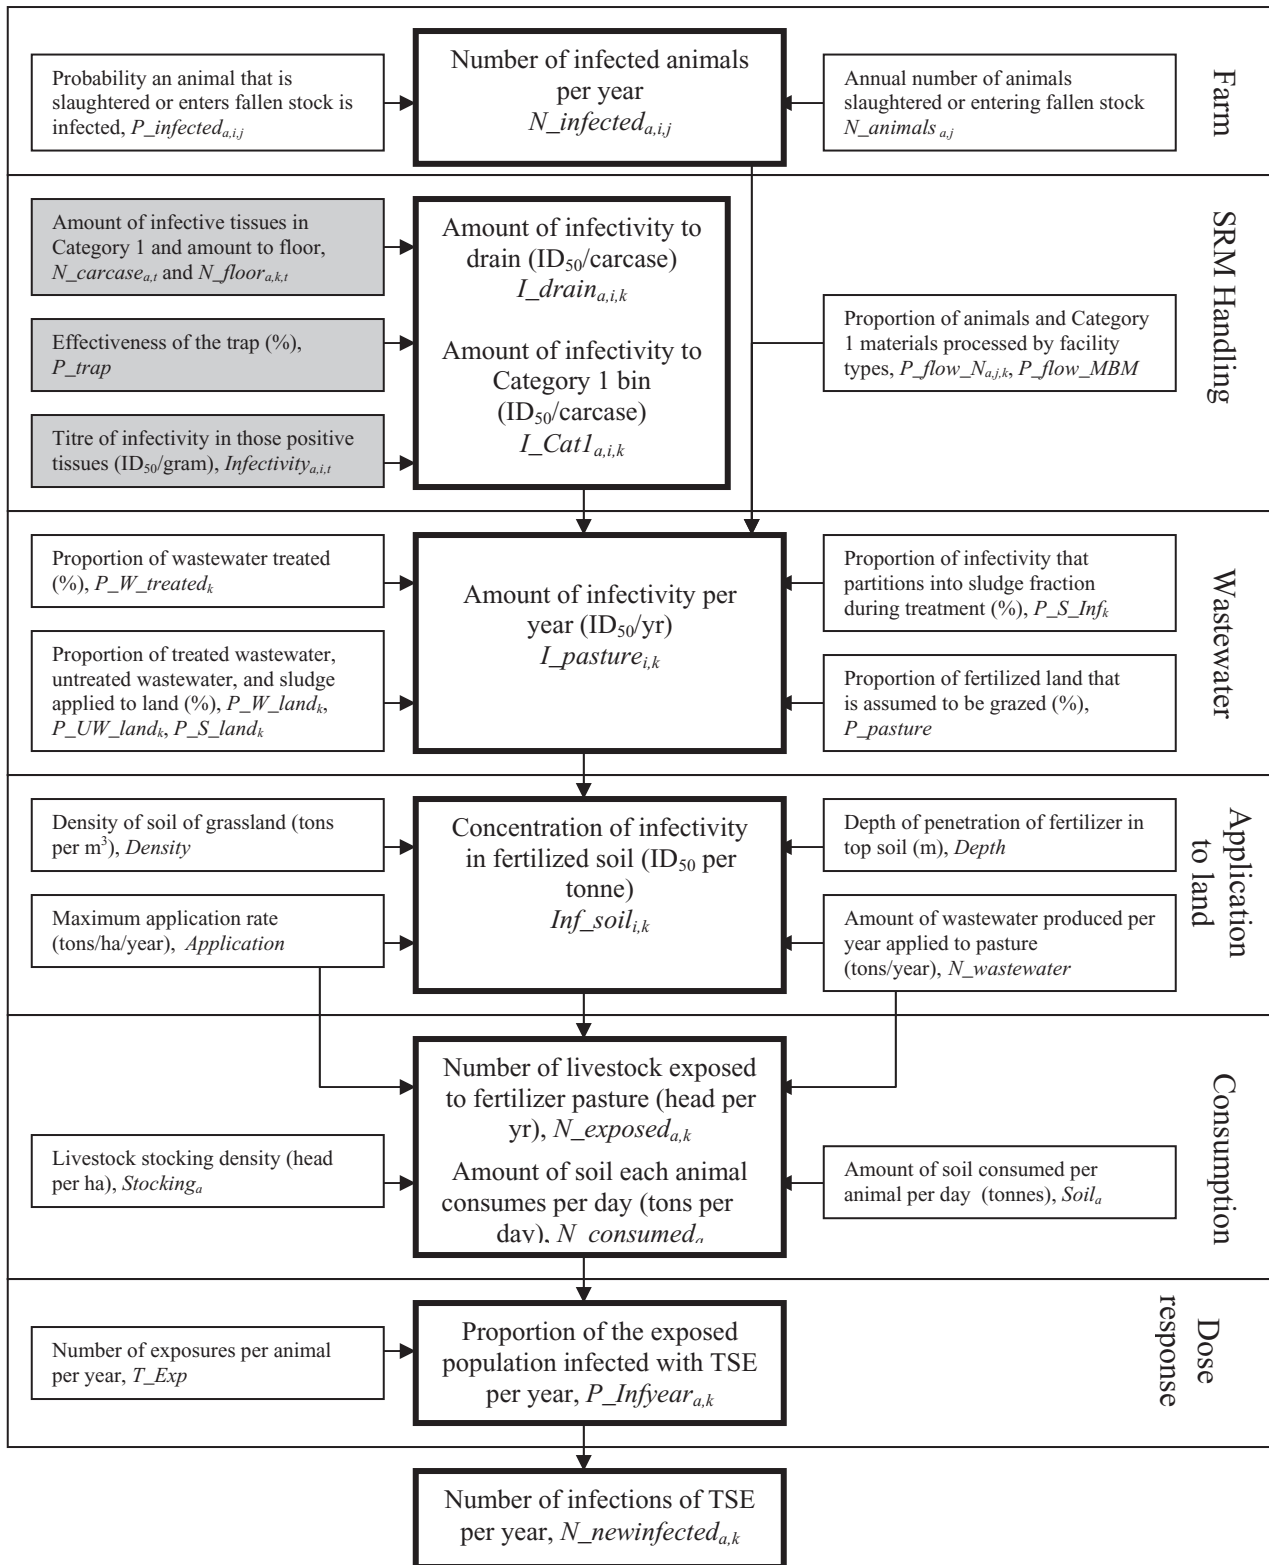 Probability an animal that is
slaughtered or enters fallen stock is
infected, P_infected a,i,j
Number of infected animals
per year
N_infected a,i,j
Annual number of animals
slaughtered or entering fallen stock
N_animals a,j
Farm
Amount of infective tissues in
Category 1 and amount to floor,
N_carcase a,t and N_floor a,k,t
Effectiveness of the trap (%),
P_trap
Titre of infectivity in those positive
tissues (ID50/gram), Infectivity a,i,t
Amount of infectivity to
drain (ID50/carcase)
I_drain a,i,k
Amount of infectivity to
Category 1 bin
(ID50/carcase)
I_Cat1 a,i,k
Proportion of animals and Category
1 materials processed by facility
types, P_flow_N a,j,k, P_flow_MBM
SRM Handling
Proportion of wastewater treated
(%), P_W_treated k
Proportion of treated wastewater,
untreated wastewater, and sludge
applied to land (%), P_W_land k,
P_UW_land k, P_S_land k
Amount of infectivity per
year (ID50/yr)
I_pasture i,k
Proportion of infectivity that
partitions into sludge fraction
during treatment (%), P_S_Inf k
Proportion of fertilized land that
is assumed to be grazed (%),
P_pasture
Wastewater
Density of soil of grassland (tons
per m3), Density
Maximum application rate
(tons/ha/year), Application
Concentration of infectivity
in fertilized soil (ID50 per
tonne)
Inf_soil i,k
Depth of penetration of fertilizer in
top soil (m), Depth
Amount of wastewater produced per
year applied to pasture
(tons/year), N_wastewater
Application
to land
Livestock stocking density (head
per ha), Stocking a
Number of livestock exposed
to fertilizer pasture (head per
yr), N_exposed a,k
Amount of soil each animal
consumes per day (tons per
day), N_consumed a
Amount of soil consumed per
animal per day (tonnes), Soil a
Consumption
Number of exposures per animal
per year, T_Exp
Proportion of the exposed
population infected with TSE
per year, P_Infyear a,k
Dose
response
Number of infections of TSE
per year, N_newinfected a,k